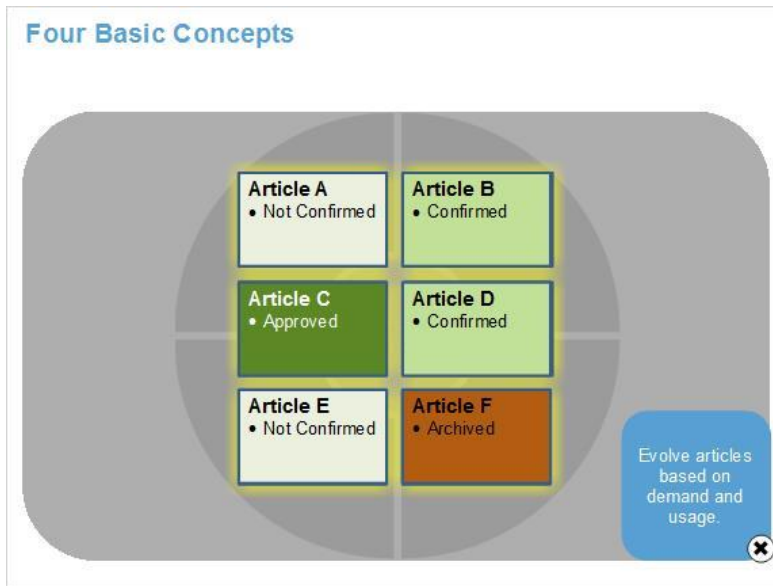 Four Basic Concepts
Article A
• Not Confirmed
Article B
• Confirmed
Article C
• Approved
Article D
• Confirmed
Article E
• Not Confirmed
Article F
• Archived
Evolve articles
based on
demand and
usage.